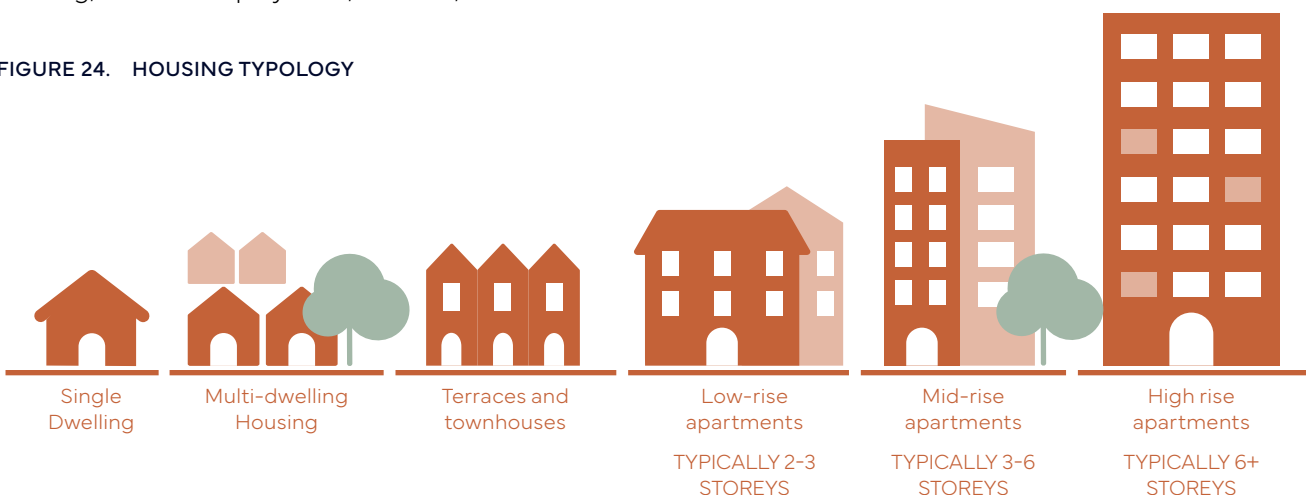 FIGURE 24. HOUSING TYPOLOGY
Single
Dwelling
Multi-dwelling
Housing
Terraces and
townhouses
Low-rise
apartments
TYPICALLY 2-3
STOREYS
Mid-rise
apartments
TYPICALLY 3-6
STOREYS
High rise
apartments
TYPICALLY 6+
STOREYS